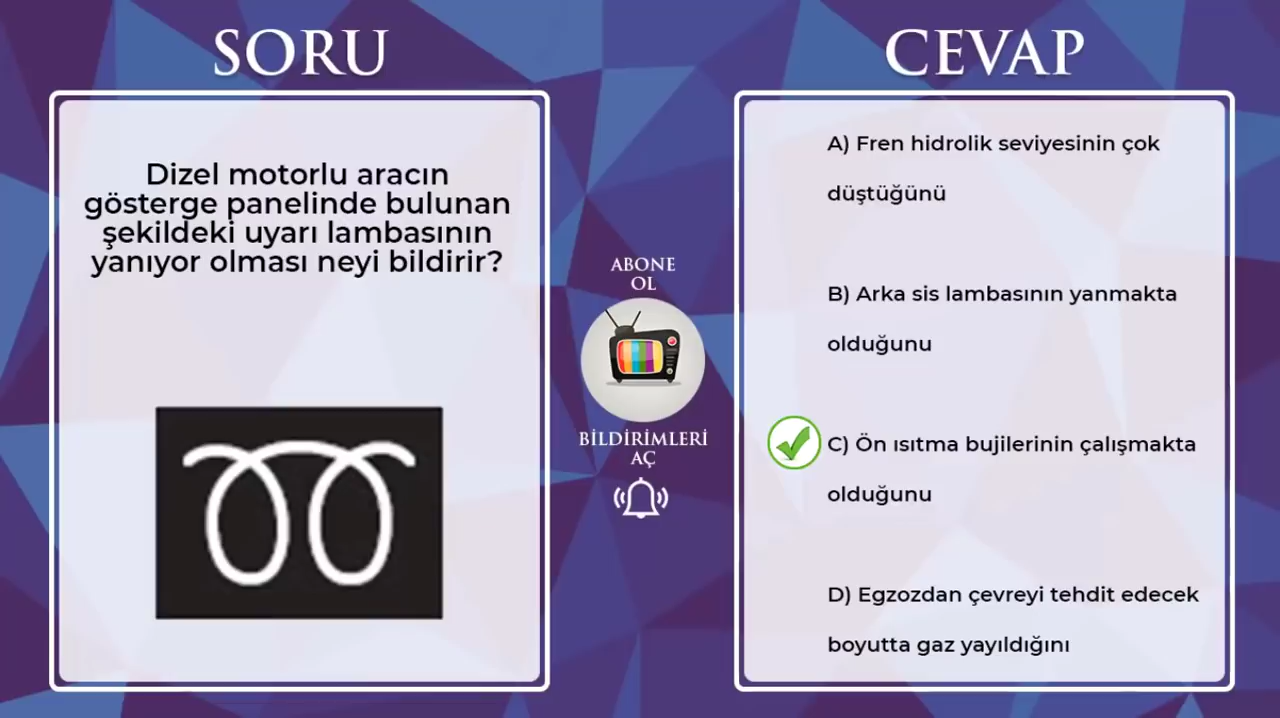 SORU
Dizel motorlu aracın
gösterge panelinde bulunan
şekildeki uyarı lambasının
yanıyor olması neyi bildirir?
ABONE
OL
BİLDİRİMLERİ
AÇ
CEVAP
A) Fren hidrolik seviyesinin çok
düştüğünü
B) Arka sis lambasının yanmakta
olduğunu
C) Ön ısıtma bujilerinin çalışmakta
olduğunu
D) Egzozdan çevreyi tehdit edecek
boyutta gaz yayıldığını